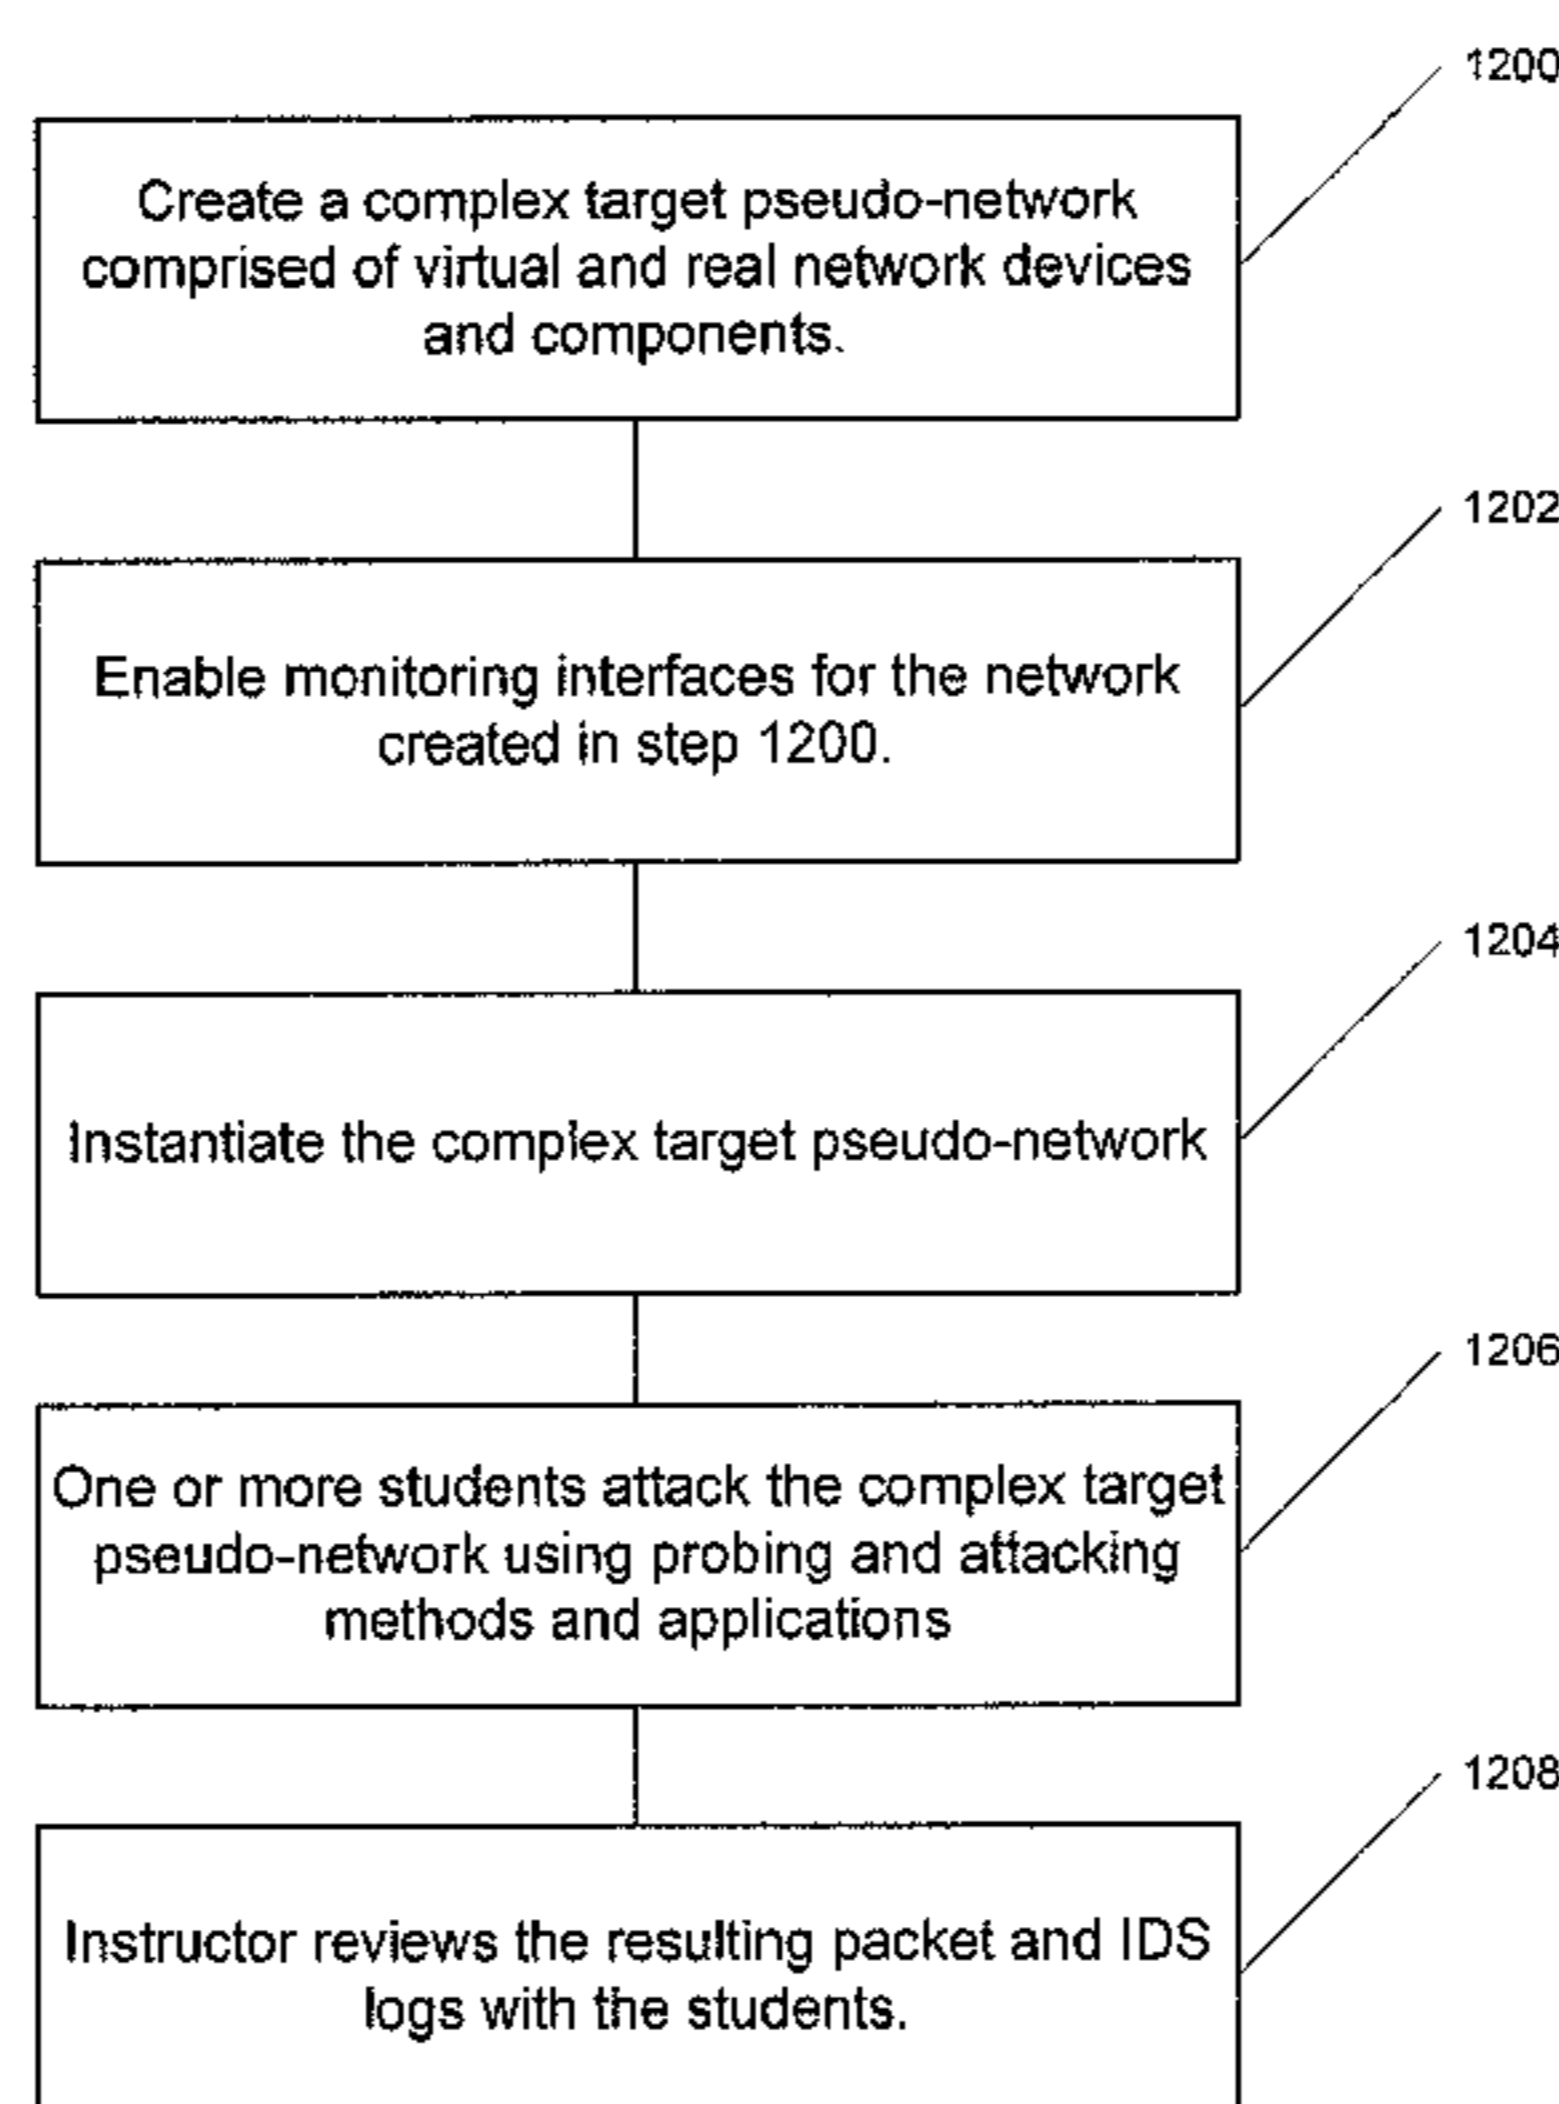 1200
Create a complex target pseudo-network
comprised of virtual and real network devices
and components.
1202
Enable monitoring interfaces for the network
created in step 1200.
1204
Instantiate the complex target pseudo-network
1206
One or more students attack the complex target
pseudo-network using probing and attacking
methods and applications
1208
Instructor reviews the resulting packet and IDS
logs with the students.